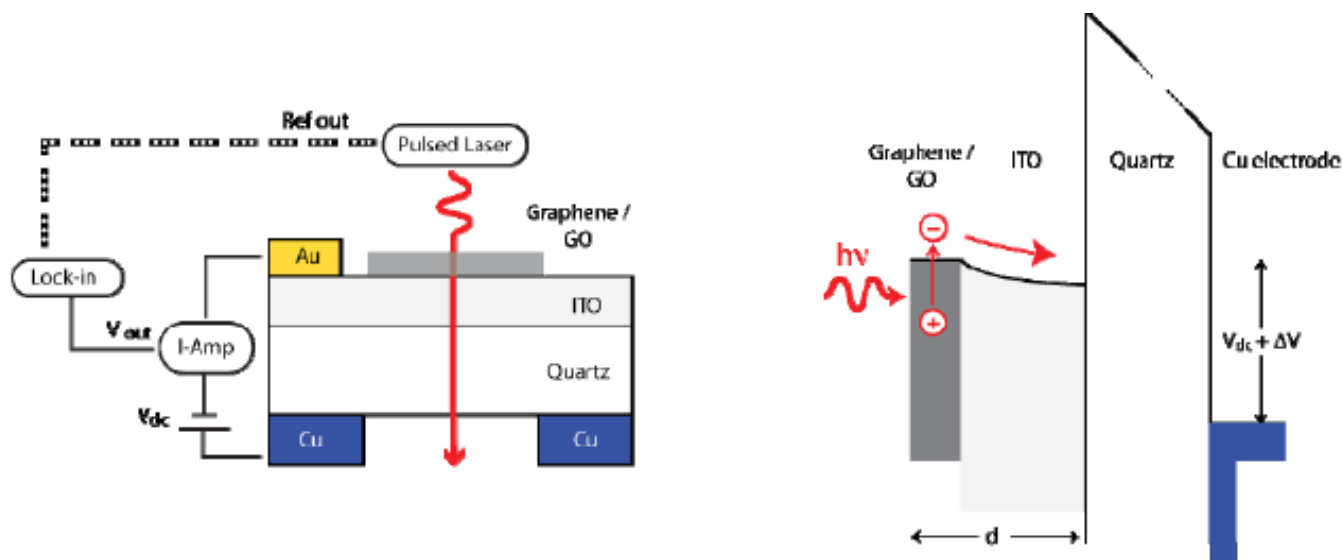 Ref out
Pulsed Laser
Graphene /
GO
Au
Lock-in
ITO
V out
I-Amp
Quartz
Vdc
Cu
Cu
Graphene /
GO
ITO
Quartz
Cu electrode
−
hν
+
Vdc + ΔV
d